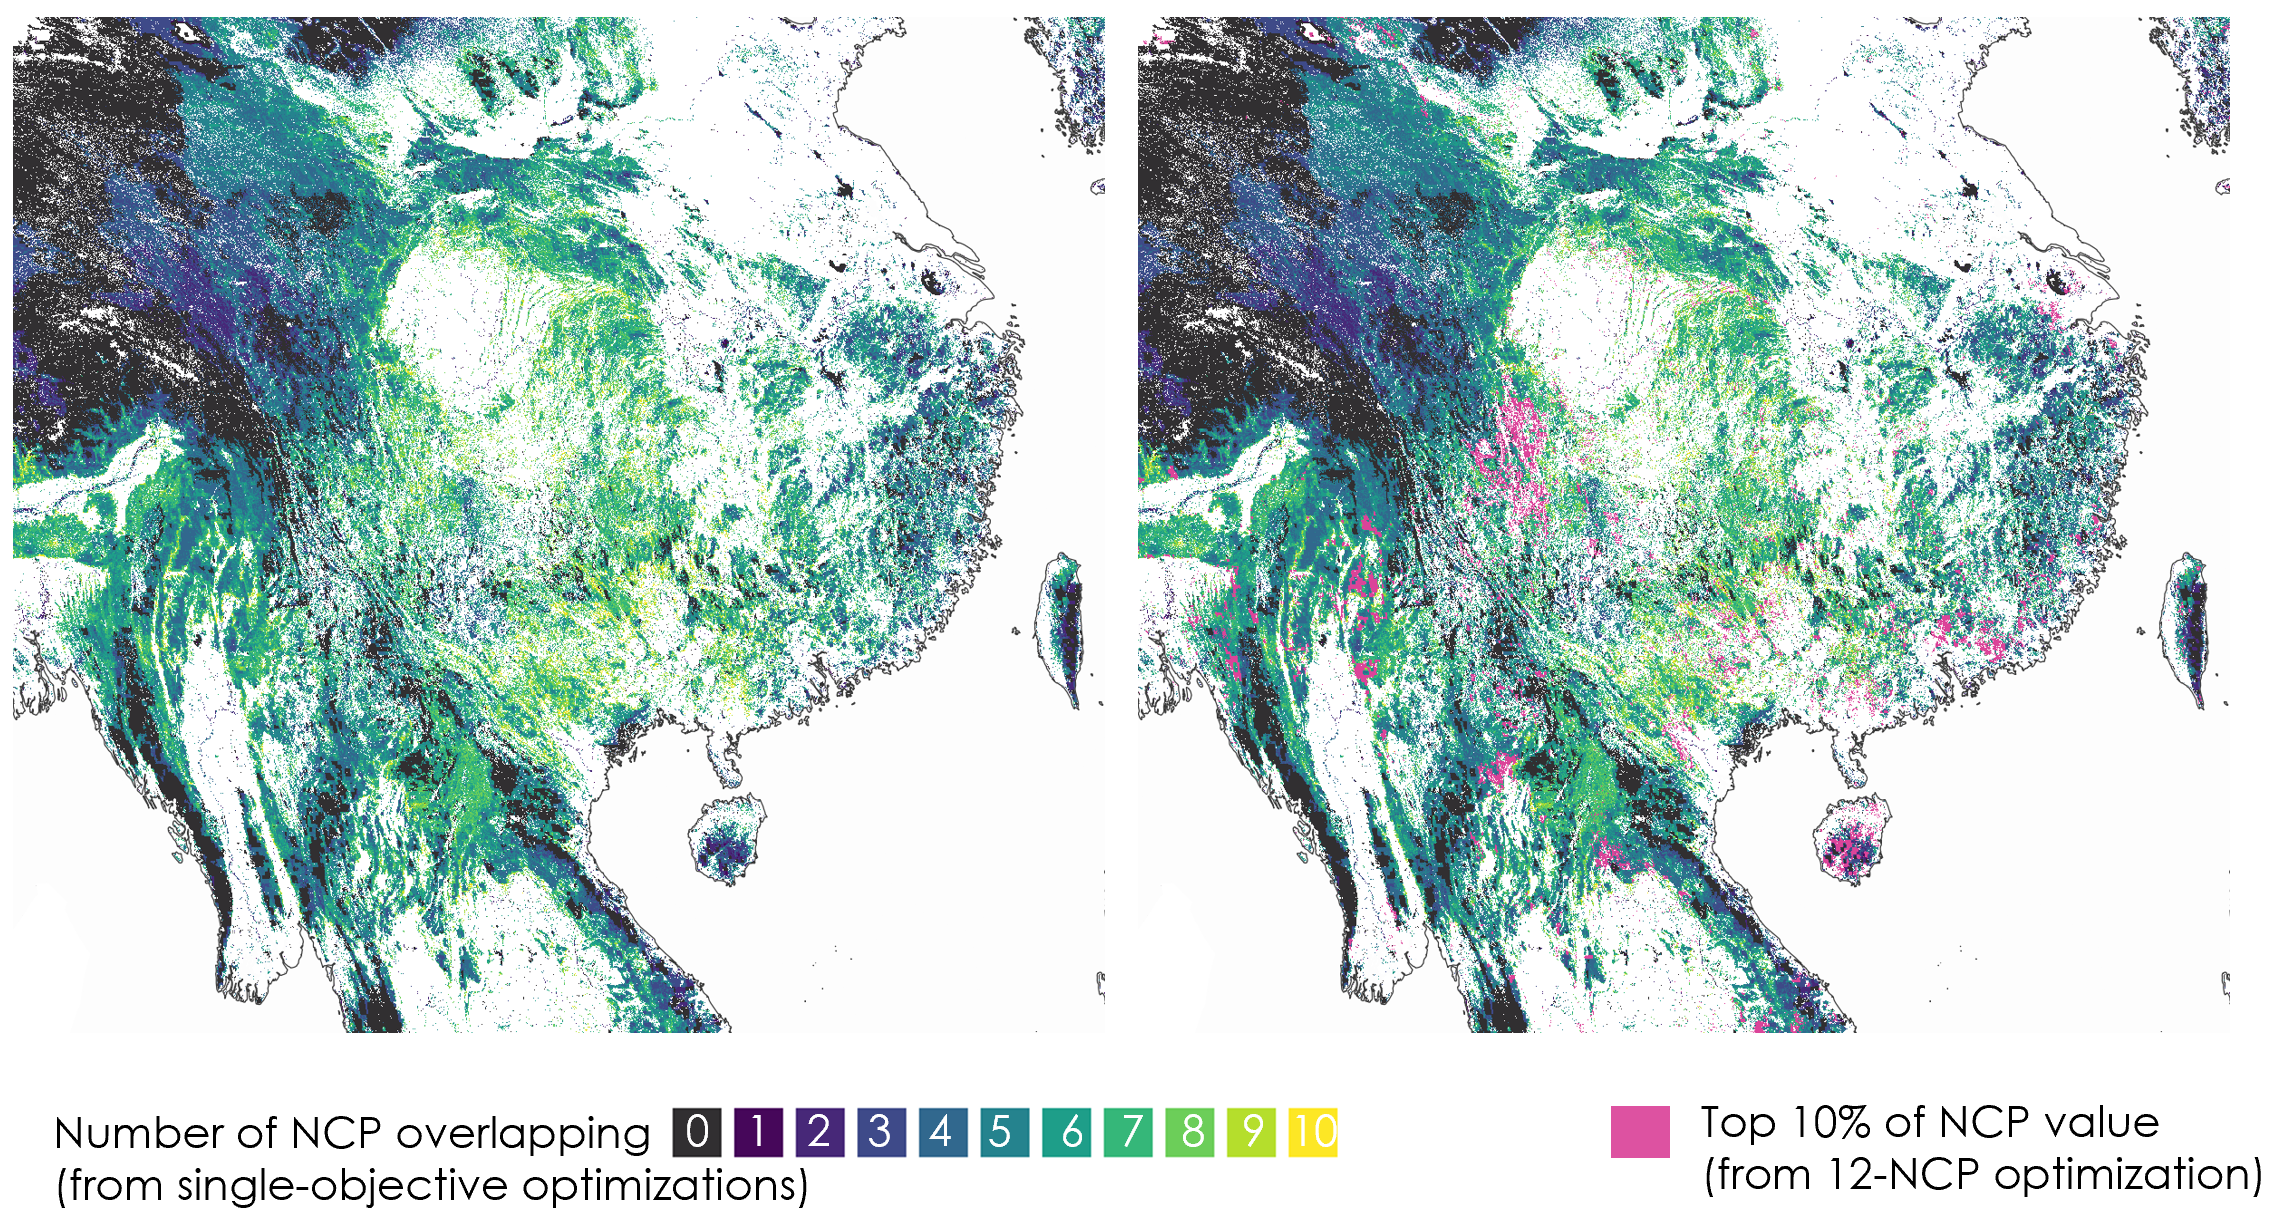 Number of NCP overlapping 0 1 2 3 4 5 6 7 8 9 10
(from single-objective optimizations)
Top 10% of NCP value
(from 12-NCP optimization)